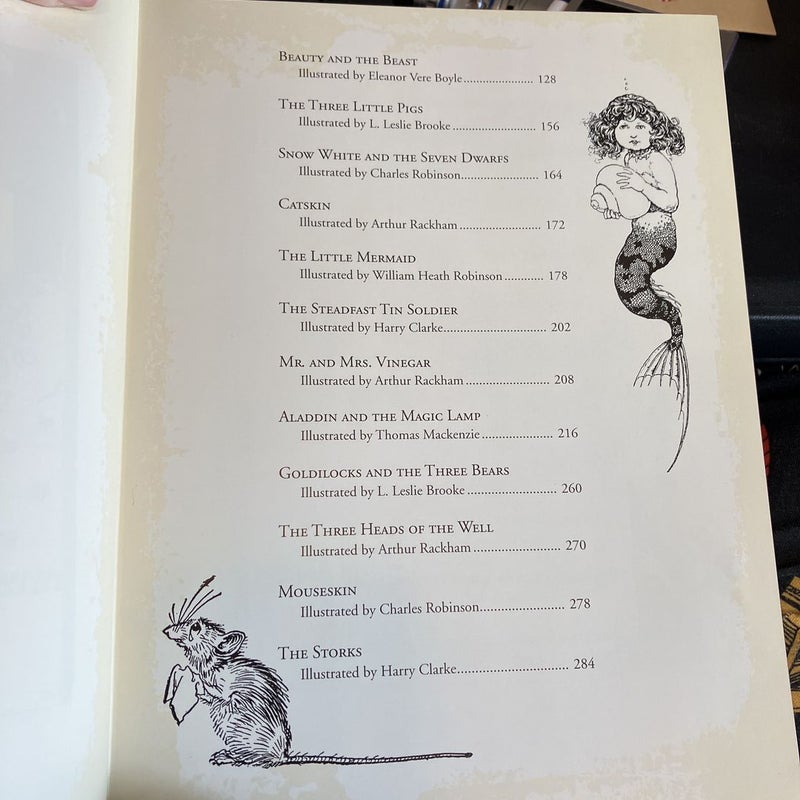 Beauty and the Beast
Illustrated by Eleanor Vere Boyle...................... 128
The Three Little Pigs
Illustrated by L. Leslie Brooke.......................... 156
Snow White and the Seven Dwarfs
Illustrated by Charles Robinson........................ 164
Catskin
Illustrated by Arthur Rackham......................... 172
The Little Mermaid
Illustrated by William Heath Robinson............ 178
The Steadfast Tin Soldier
Illustrated by Harry Clarke............................... 202
Mr. and Mrs. Vinegar
Illustrated by Arthur Rackham......................... 208
Aladdin and the Magic Lamp
Illustrated by Thomas Mackenzie..................... 216
Goldilocks and the Three Bears
Illustrated by L. Leslie Brooke.......................... 260
The Three Heads of the Well
Illustrated by Arthur Rackham......................... 270
Mouseskin
Illustrated by Charles Robinson........................ 278
The Storks
Illustrated by Harry Clarke............................... 284